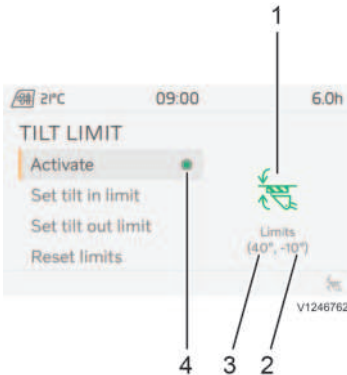 1
21°C 09:00 6.0h
TILT LIMIT
Activate
Set tilt in limit
Set tilt out limit
Reset limits
Limits
(40°, -10°)
V1246762
4 3 2